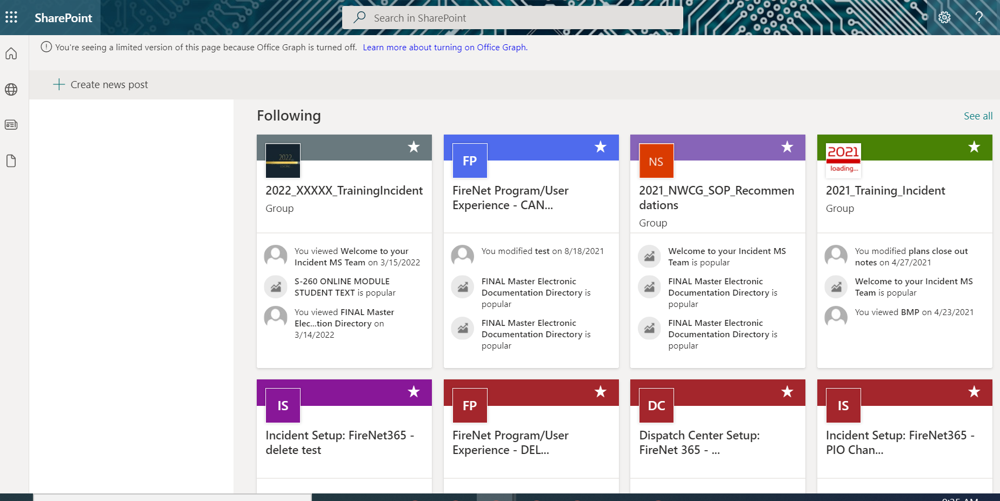 SharePoint
Search in SharePoint
?
You're seeing a limited version of this page because Office Graph is turned off. Learn more about turning on Office Graph.
Create news post
Following
See all
2022
2022_XXXXX_TrainingIncident
Group
You viewed Welcome to your
Incident MS Team on 3/15/2022
S-260 ONLINE MODULE
STUDENT TEXT is popular
You viewed FINAL Master
Elec...tion Directory on
3/14/2022
FP
FireNet Program/User
Experience - CAN...
You modified test on 8/18/2021
FINAL Master Electronic
Documentation Directory is
popular
FINAL Master Electronic
Documentation Directory is
popular
NS
2021_NWCG_SOP_Recommen
dations
Group
Welcome to your Incident MS
Team is popular
FINAL Master Electronic
Documentation Directory is
popular
FINAL Master Electronic
Documentation Directory is
popular
2021
loading...
2021_Training_Incident
Group
You modified plans close out
notes on 4/27/2021
Welcome to your Incident MS
Team is popular
You viewed BMP on 4/23/2021
IS
Incident Setup: FireNet365 -
delete test
FP
FireNet Program/User
Experience - DEL...
DC
Dispatch Center Setup:
FireNet 365 - ...
IS
Incident Setup: FireNet365 -
PIO Chan...